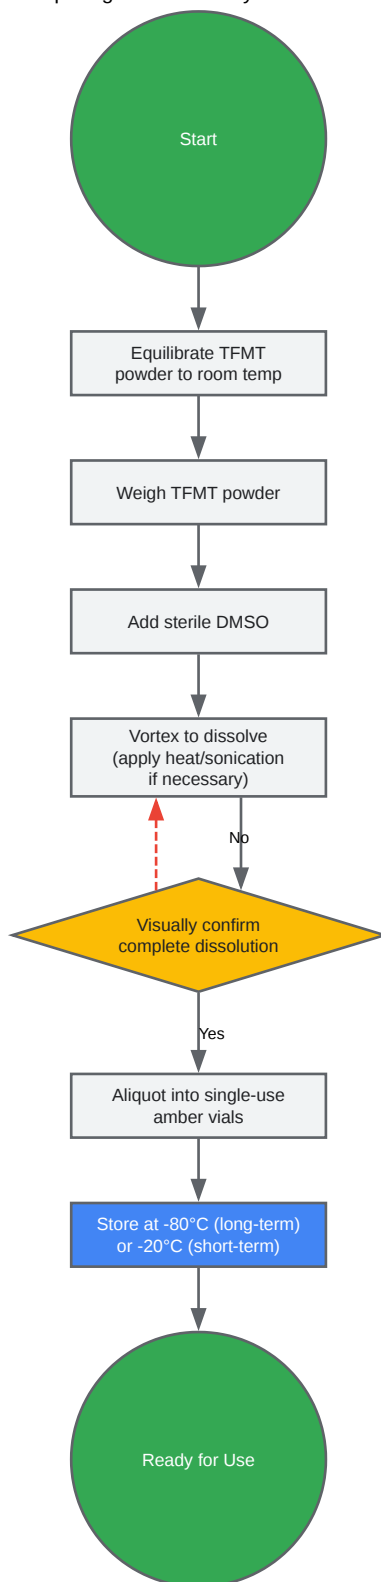 Start
Equilibrate TFMT
powder to room temp
Weigh TFMT powder
Add sterile DMSO
Vortex to dissolve
(apply heat/sonication
if necessary)
No
Visually confirm
complete dissolution
Yes
Aliquot into single-use
amber vials
Store at -80°C (long-term)
or -20°C (short-term)
Ready for Use